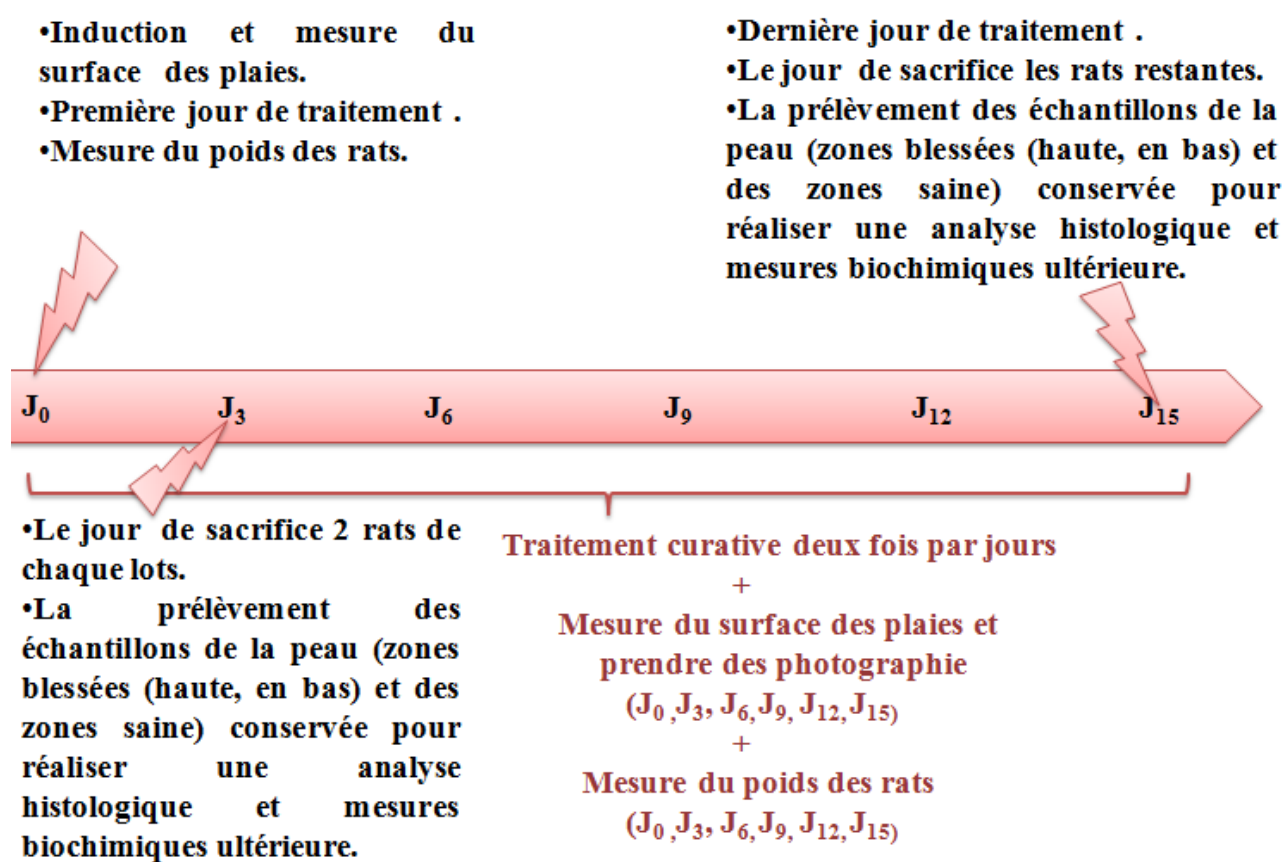 •Induction et mesure du
surface des plaies.
•Première jour de traitement .
•Mesure du poids des rats.
•Dernière jour de traitement .
•Le jour de sacrifice les rats restantes.
•La prélèvement des échantillons de la
peau (zones blessées (haute, en bas) et
des zones saine) conservée pour
réaliser une analyse histologique et
mesures biochimiques ultérieure.
J0 J3 J6 J9 J12 J15
•Le jour de sacrifice 2 rats de
chaque lots.
•La prélèvement des
échantillons de la peau (zones
blessées (haute, en bas) et des
zones saine) conservée pour
réaliser une analyse
histologique et mesures
biochimiques ultérieure.
Traitement curative deux fois par jours
+
Mesure du surface des plaies et
prendre des photographie
(J0 ,J3, J6,J9, J12,J15)
+
Mesure du poids des rats
(J0 ,J3, J6,J9, J12,J15)